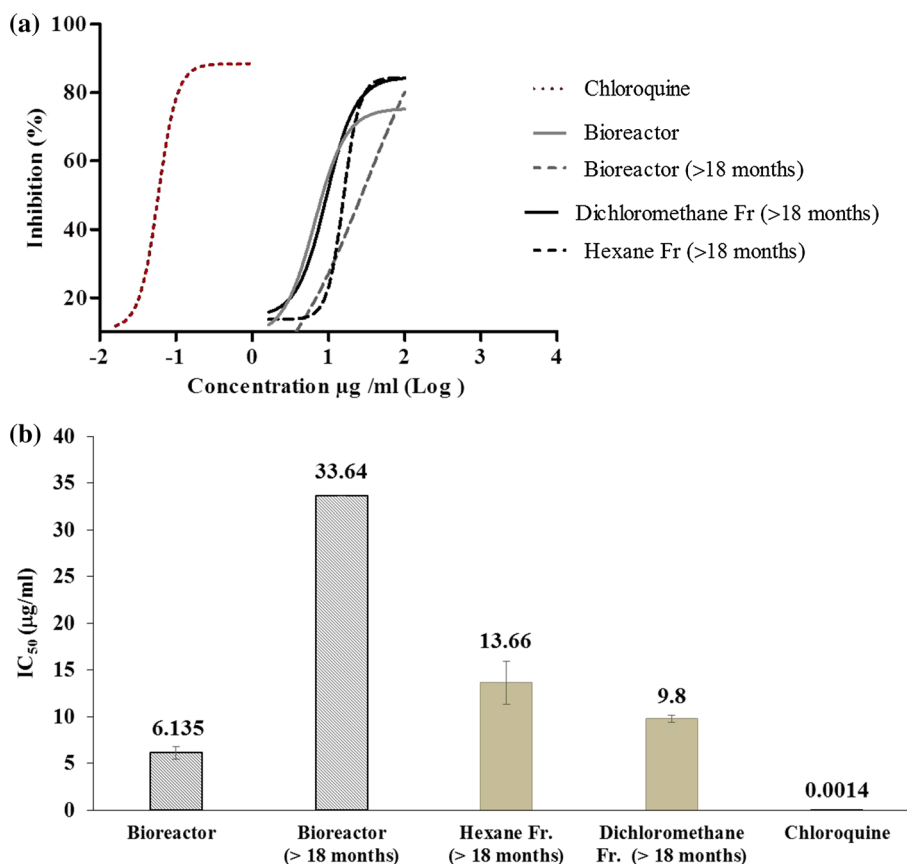 (a)
100
80
60
40
20
Inhibition (%)
-2 -1 0 1 2 3 4
Concentration µg /ml (Log )
Chloroquine
Bioreactor
Bioreactor (>18 months)
Dichloromethane Fr (>18 months)
Hexane Fr (>18 months)
(b)
40
35
30
25
20
15
10
5
0
IC50 (µg/ml)
6.135
33.64
13.66
9.8
0.0014
Bioreactor
Bioreactor
(> 18 months)
Hexane Fr.
(> 18 months)
Dichloromethane
Fr. (> 18 months)
Chloroquine